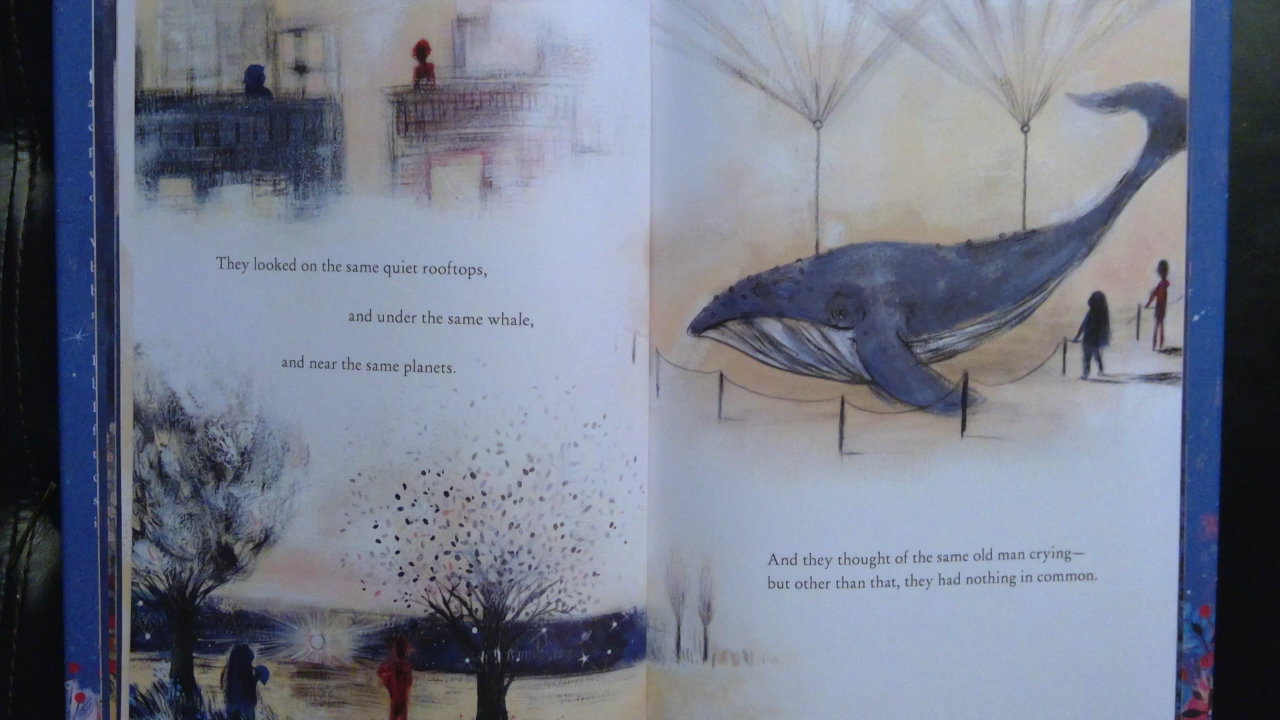 They looked on the same quiet rooftops,
and under the same whale,
and near the same planets.
And they thought of the same old man crying—
but other than that, they had nothing in common.